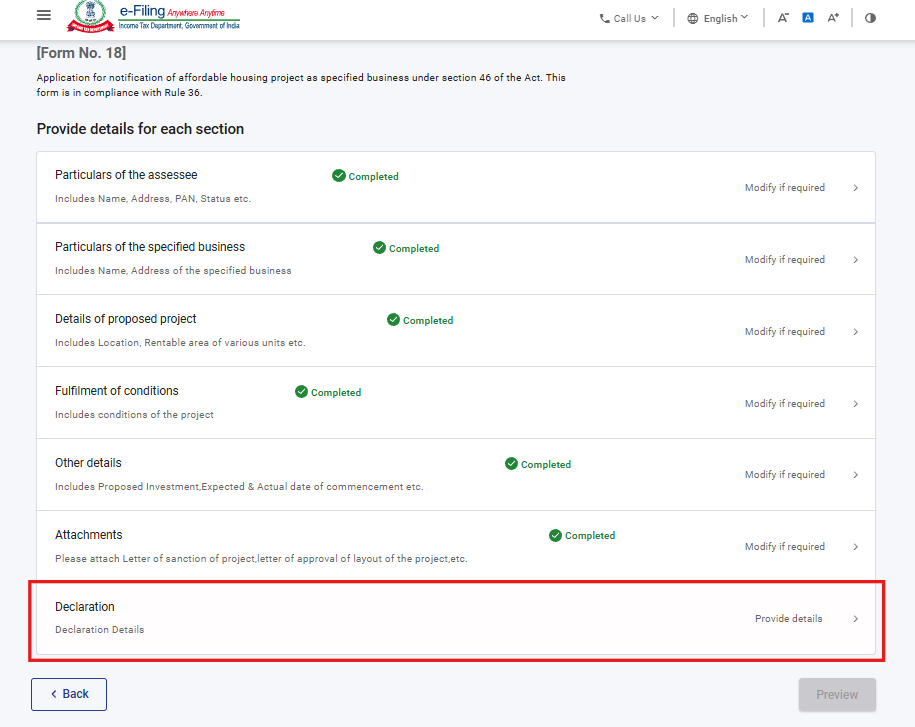 e-Filing Anywhere Anytime
Income Tax Department, Government of India
Call Us
English
A-
A
A+
[Form No. 18]
Application for notification of affordable housing project as specified business under section 46 of the Act. This
form is in compliance with Rule 36.
Provide details for each section
Particulars of the assessee
Completed
Includes Name, Address, PAN, Status etc.
Modify if required
Particulars of the specified business
Completed
Includes Name, Address of the specified business
Modify if required
Details of proposed project
Completed
Includes Location, Rentable area of various units etc.
Modify if required
Fulfilment of conditions
Completed
Includes conditions of the project
Modify if required
Other details
Completed
Includes Proposed Investment,Expected & Actual date of commencement etc.
Modify if required
Attachments
Completed
Please attach Letter of sanction of project,letter of approval of layout of the project,etc.
Modify if required
Declaration
Declaration Details
Provide details
Back
Preview